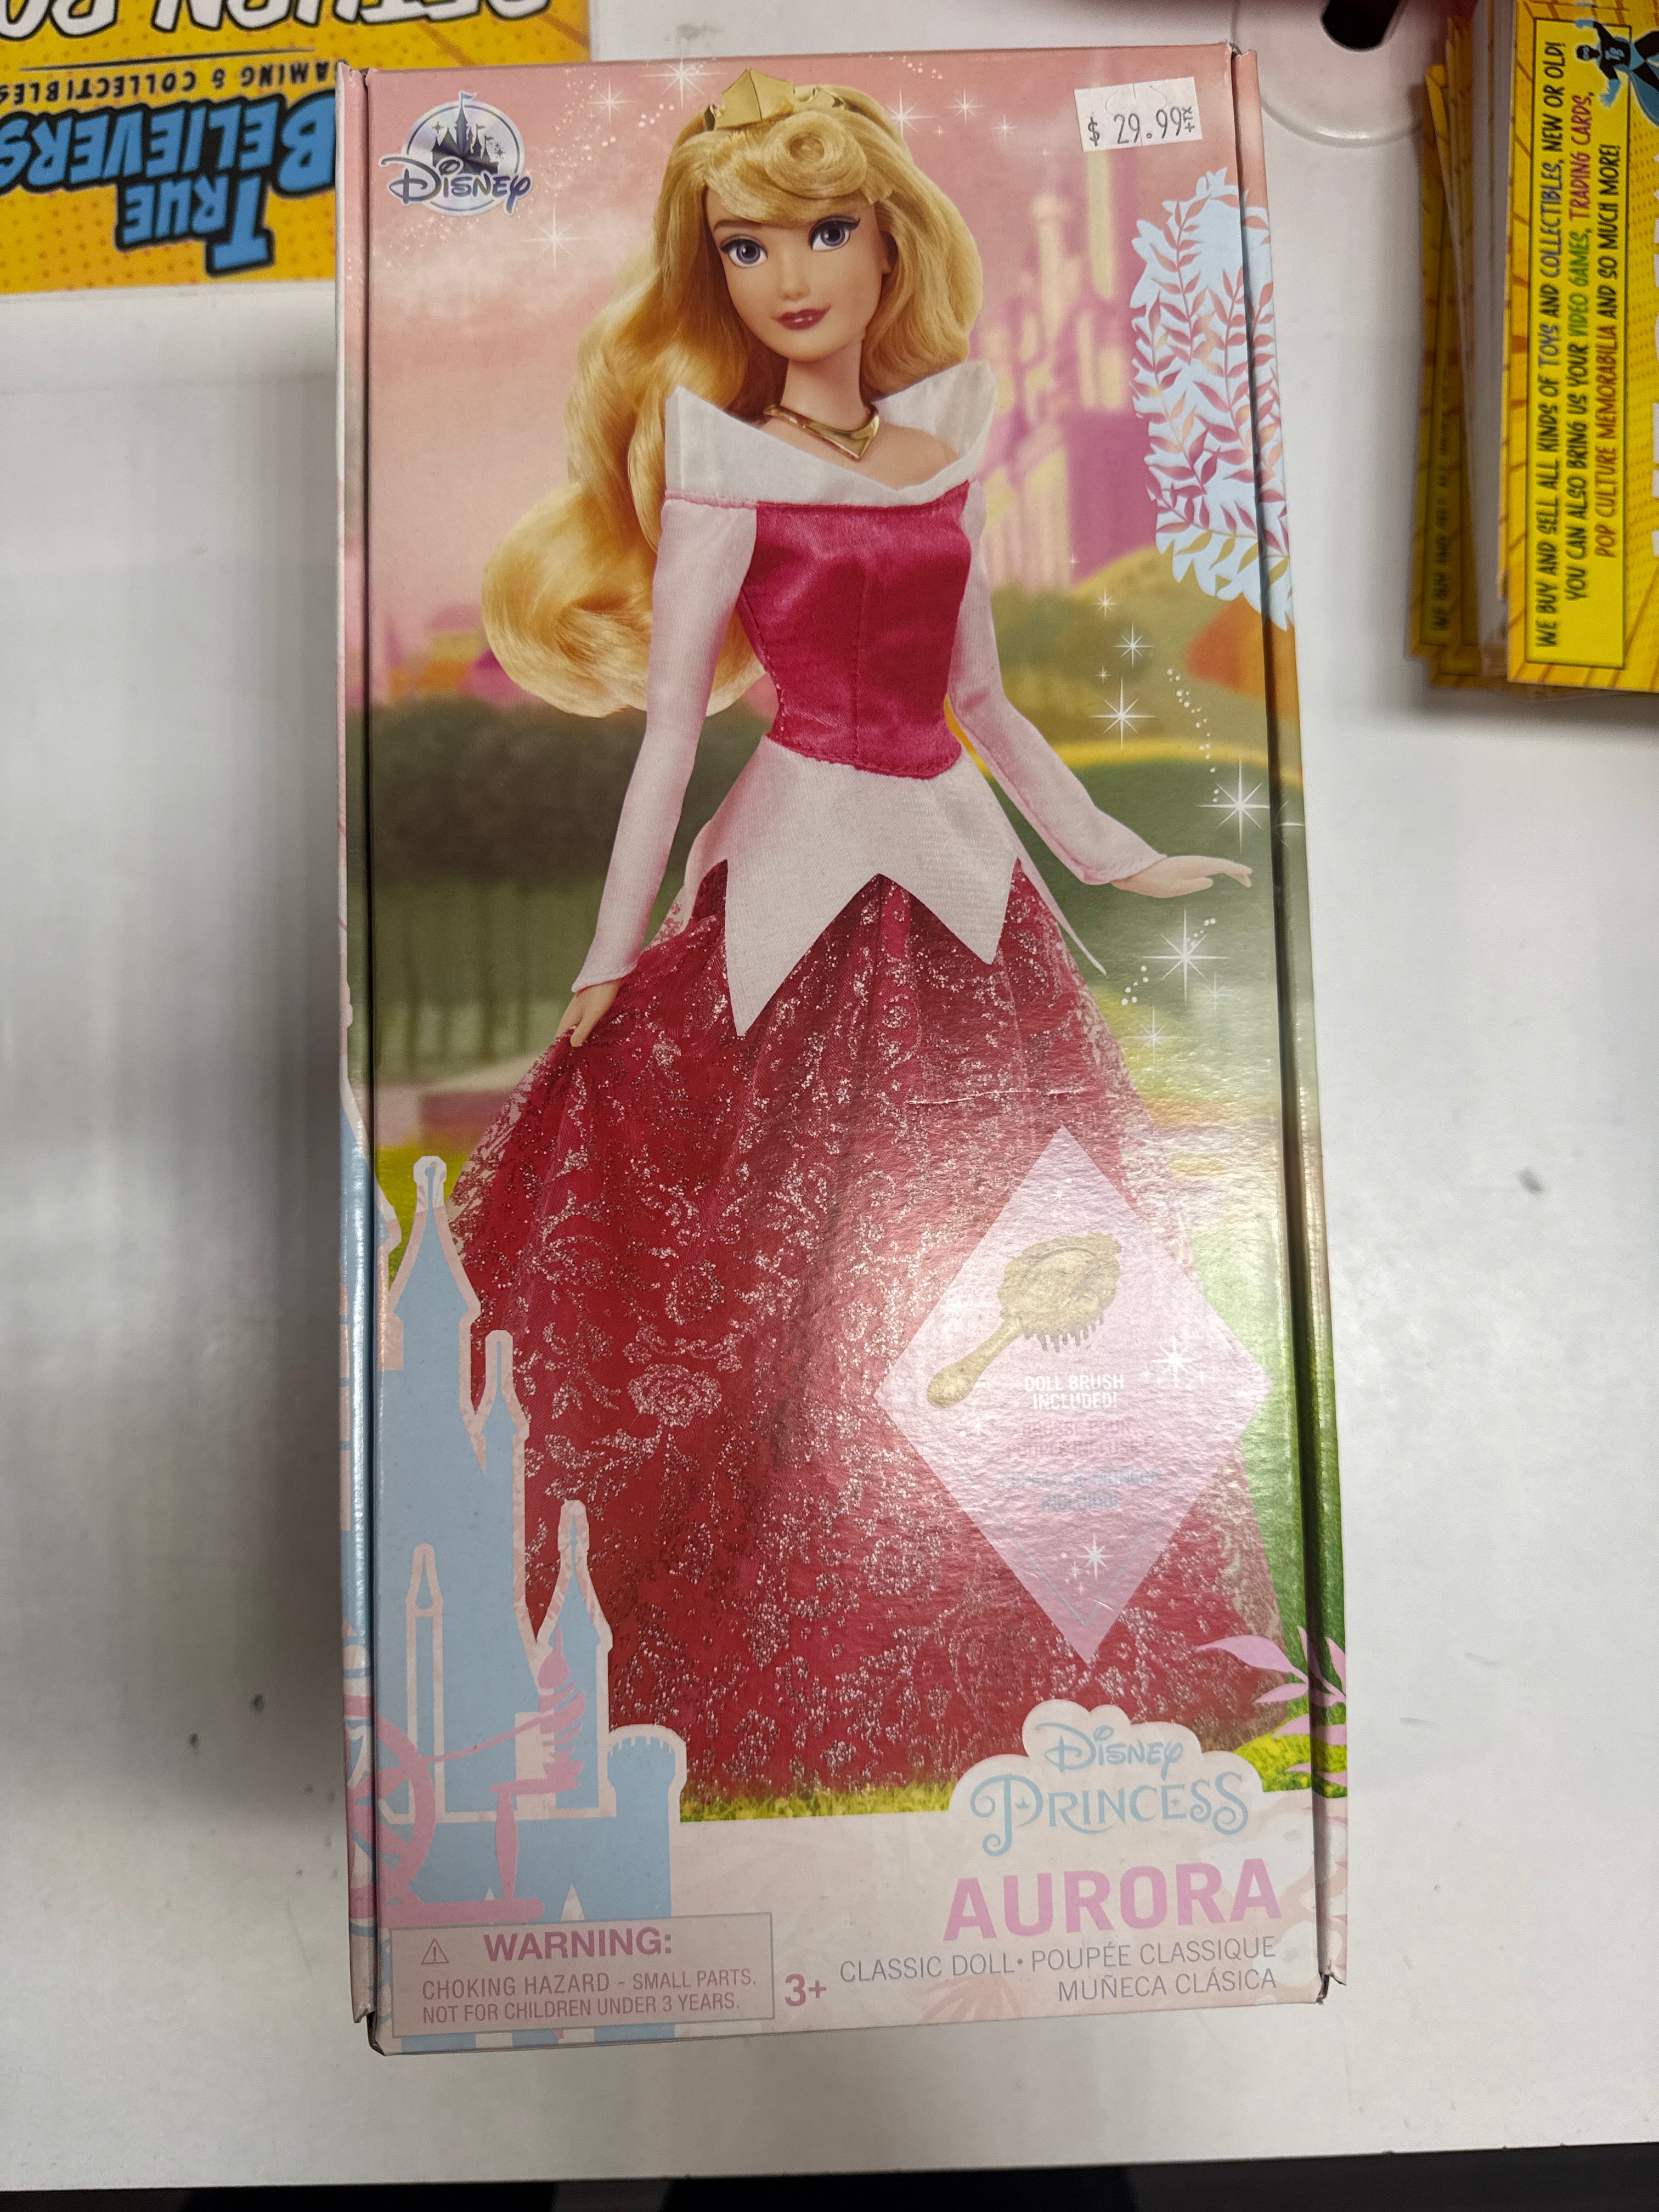 RETURN PO
GAMING & COLLECTIBLES
TRUE
BELIEVERS
WE BUY AND SELL ALL KINDS OF TOYS AND COLLECTIBLES, NEW OR OLD!
YOU CAN ALSO BRING US YOUR VIDEO GAMES, TRADING CARDS,
POP CULTURE MEMORABILIA AND SO MUCH MORE!
DISNEY
$ 29.99
DOLL BRUSH
INCLUDED!
DISNEY
PRINCESS
AURORA
CLASSIC DOLL • POUPÉE CLASSIQUE
MUÑECA CLÁSICA
3+
WARNING:
CHOKING HAZARD - SMALL PARTS.
NOT FOR CHILDREN UNDER 3 YEARS.